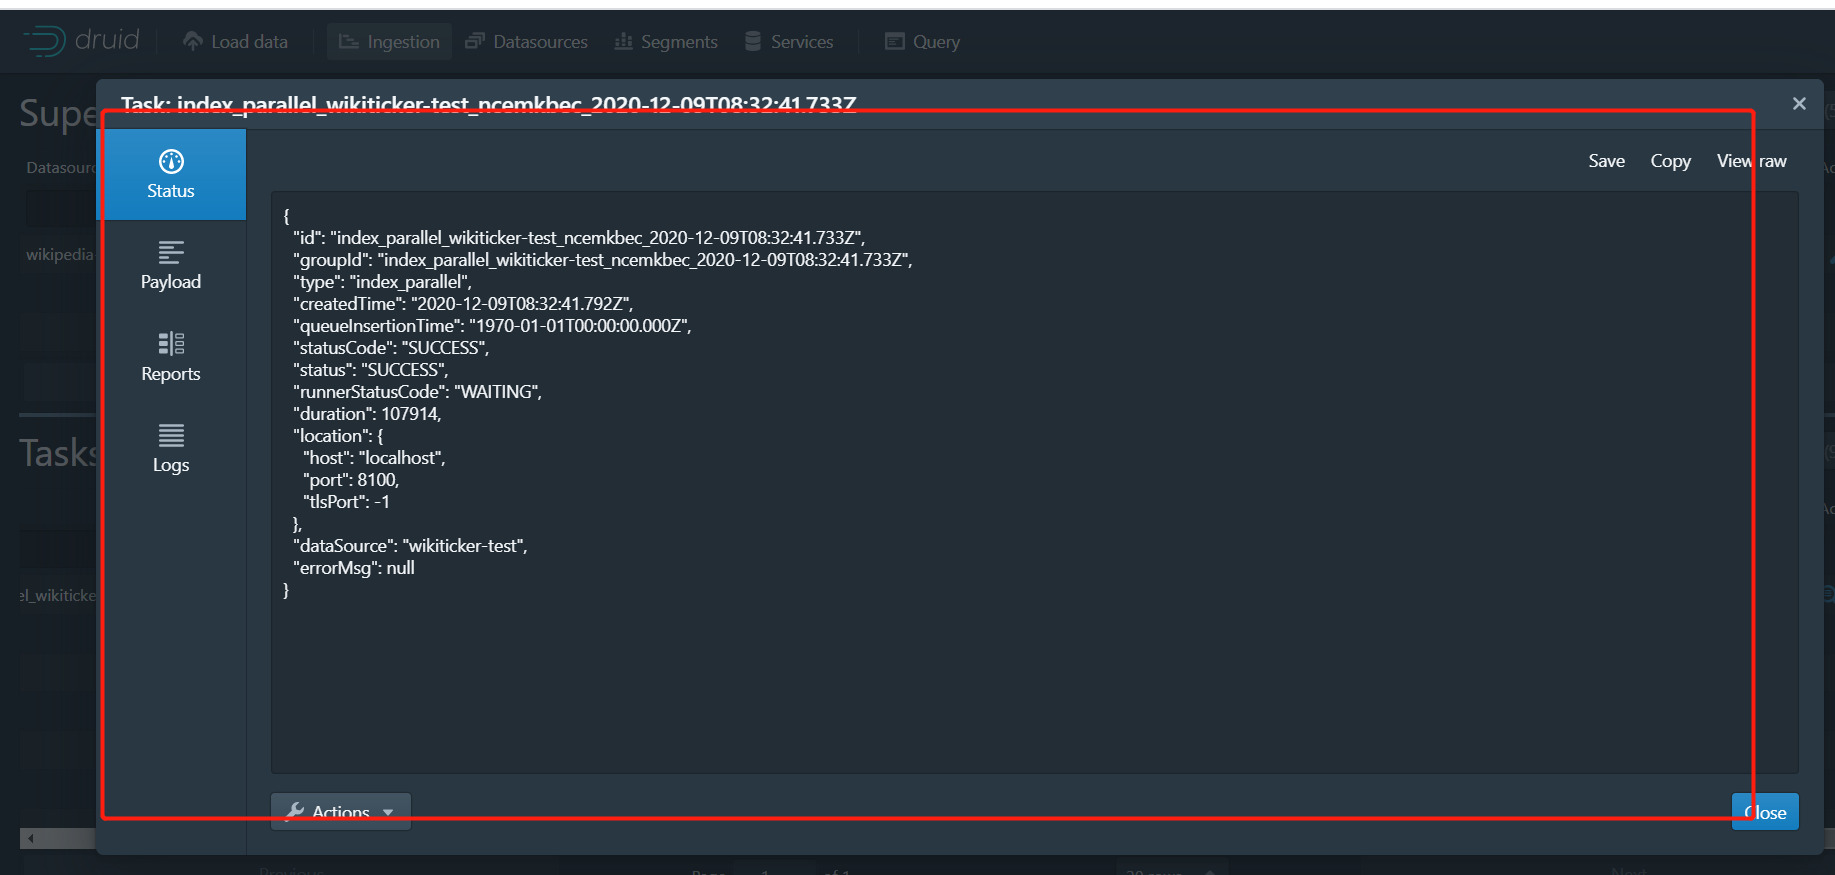 druid
Load data
Ingestion
Datasources
Segments
Services
Query
Supe
Task: index_parallel_wikiticker-test_ncemkbec_2020-12-09T08:32:41.733Z
Datasourc
Status
Save
Copy
View raw
wikipedia
Payload
Reports
Tasks
Logs
{
"id": "index_parallel_wikiticker-test_ncemkbec_2020-12-09T08:32:41.733Z",
"groupId": "index_parallel_wikiticker-test_ncemkbec_2020-12-09T08:32:41.733Z",
"type": "index_parallel",
"createdTime": "2020-12-09T08:32:41.792Z",
"queueInsertionTime": "1970-01-01T00:00:00.000Z",
"statusCode": "SUCCESS",
"status": "SUCCESS",
"runnerStatusCode": "WAITING",
"duration": 107914,
"location": {
"host": "localhost",
"port": 8100,
"tlsPort": -1
},
"dataSource": "wikiticker-test",
"errorMsg": null
}
el_wikiticke
Actions
Close